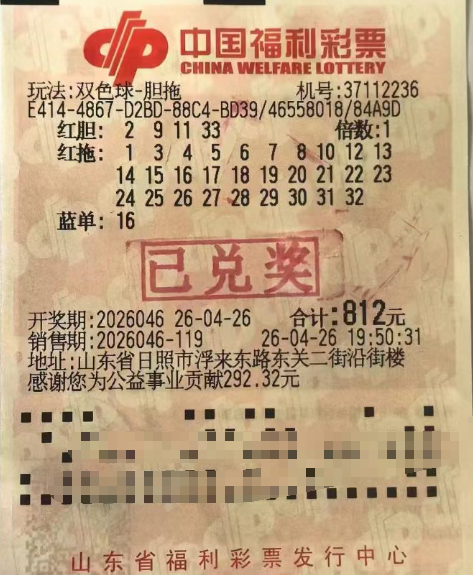 中国福利彩票
CHINA WELFARE LOTTERY
玩法:双色球-胆拖 机号:37112236
E414-4867-D2BD-88C4-BD39/46558018/84A9D
红胆: 2 9 11 33 倍数:1
红拖: 1 3 4 5 6 7 8 10 12 13
14 15 16 17 18 19 20 21 22 23
24 25 26 27 28 29 30 31 32
蓝单: 16
已兑奖
开奖期:2026046 26-04-26 合计:812元
销售期:2026046-119 26-04-26 19:50:31
地址:山东省日照市浮来东路东关二街沿街楼
感谢您为公益事业贡献292.32元
山东省福利彩票发行中心